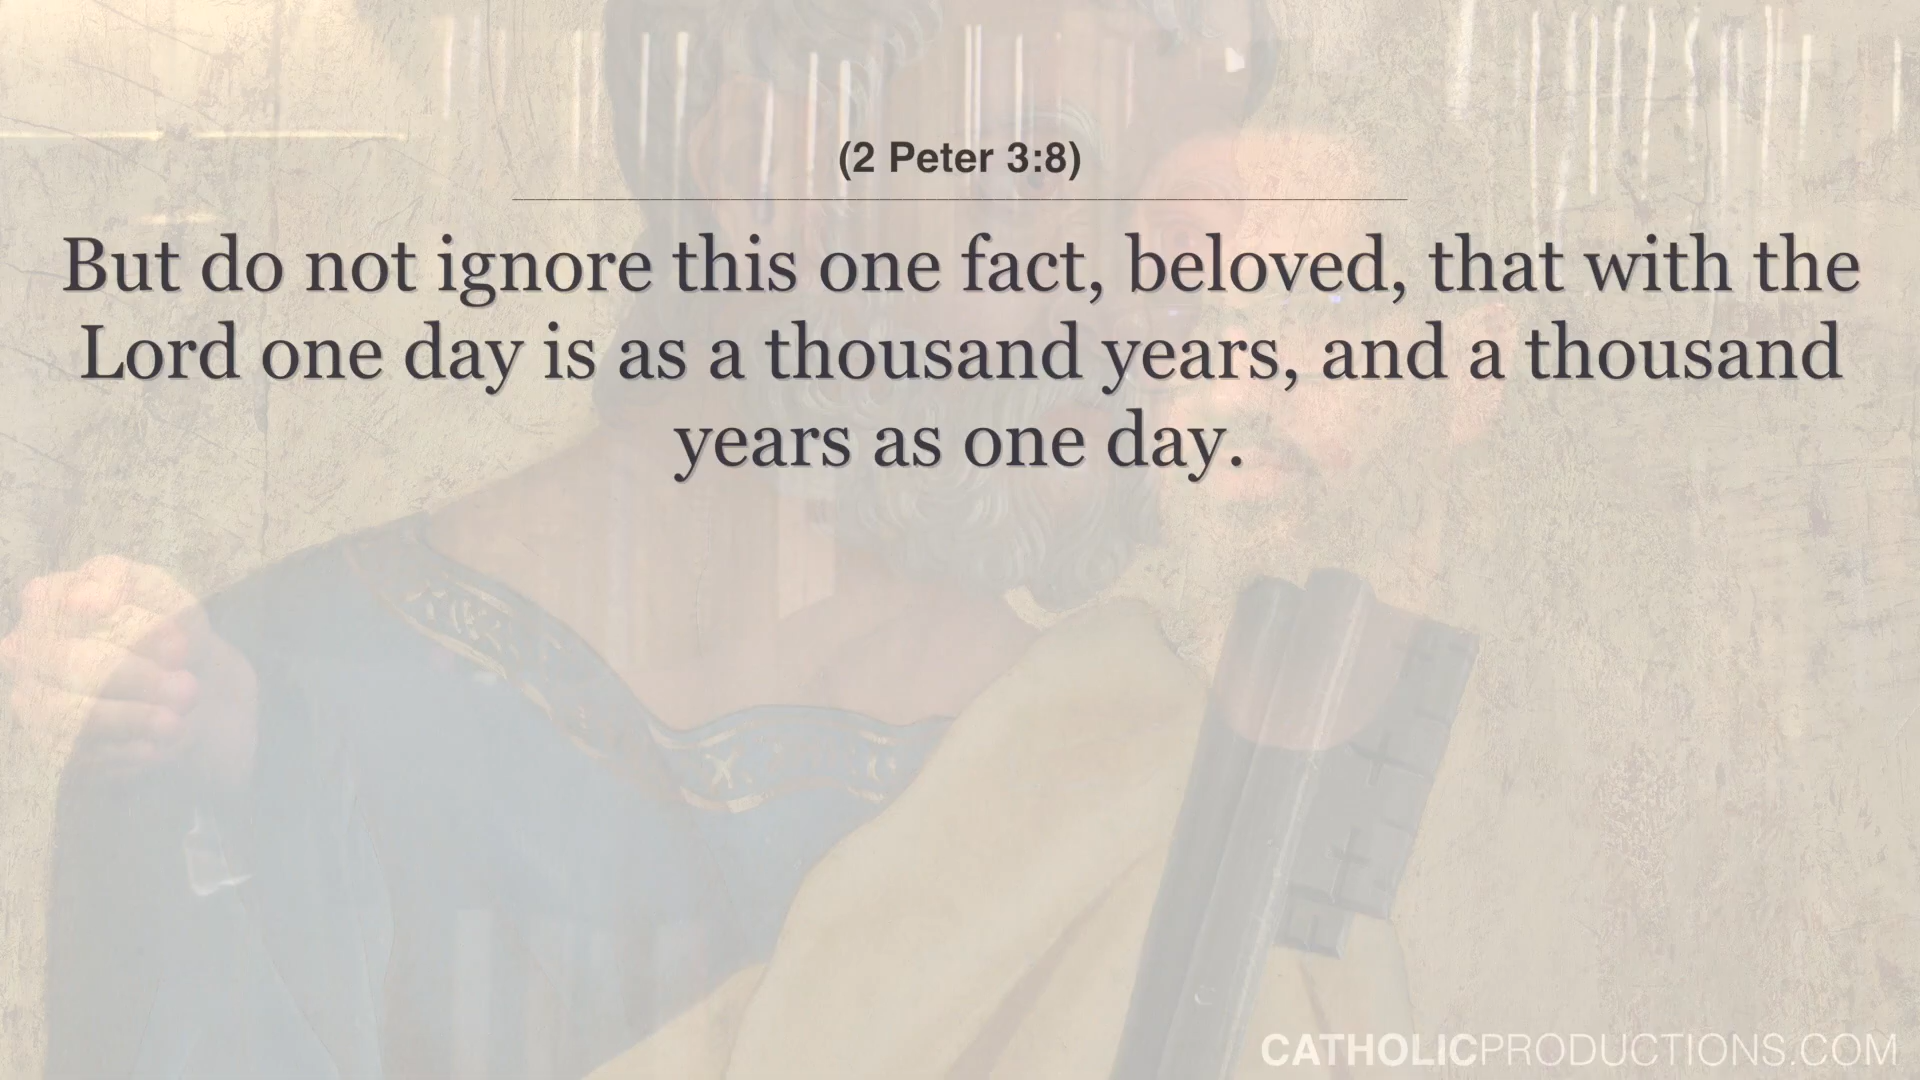 (2 Peter 3:8)
But do not ignore this one fact, beloved, that with the
Lord one day is as a thousand years, and a thousand
years as one day.
CATHOLICPRODUCTIONS.COM